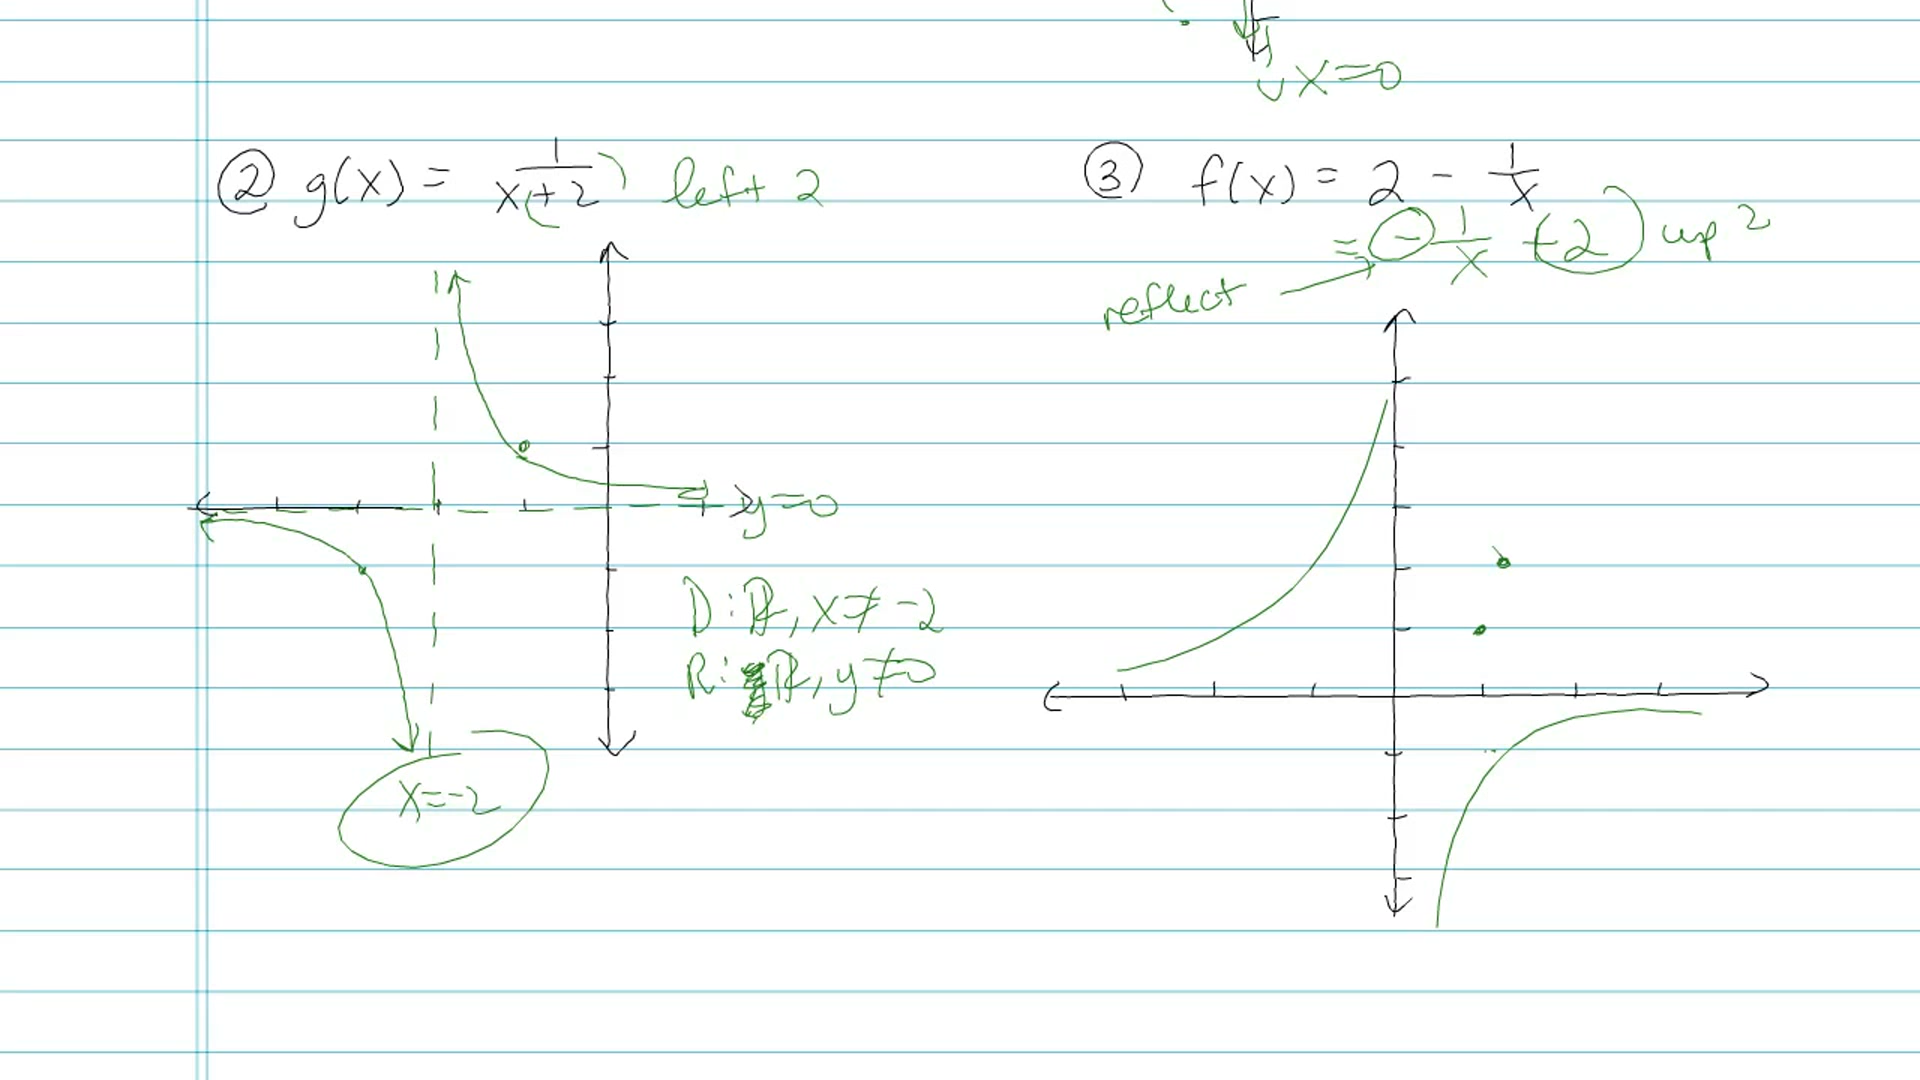 x=0
② g(x) = 1/(x+2) left 2
③ f(x) = 2 - 1/x
= - 1/x +2 up 2
reflect
y=0
D: ℝ, x ≠ -2
R: ℝ, y ≠ 0
x=-2